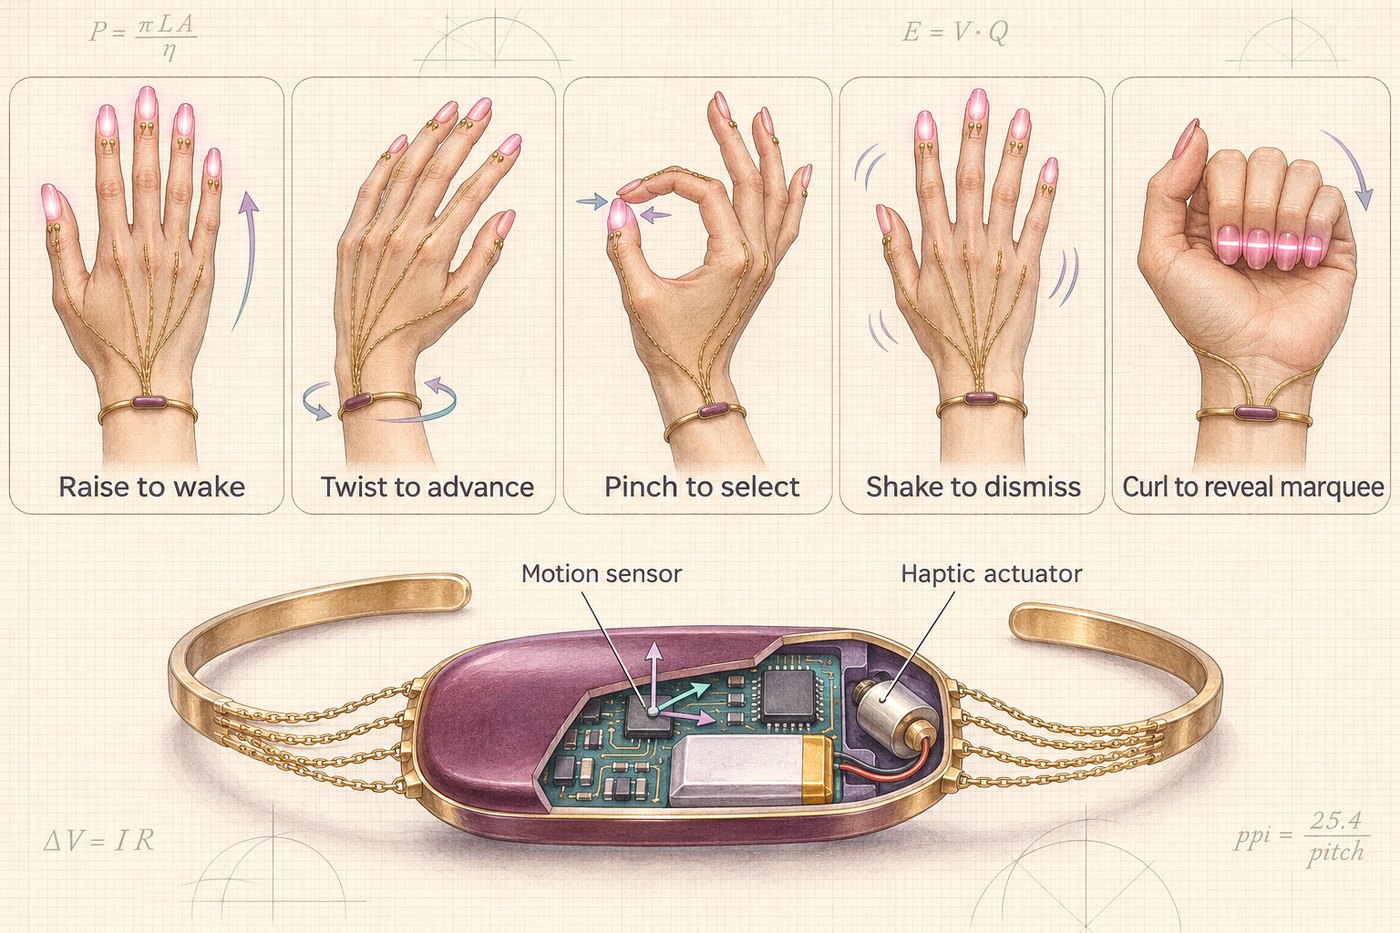 P = πLA / η
E = V · Q
Raise to wake
Twist to advance
Pinch to select
Shake to dismiss
Curl to reveal marquee
Motion sensor
Haptic actuator
ΔV = I R
ppi = 25.4 / pitch